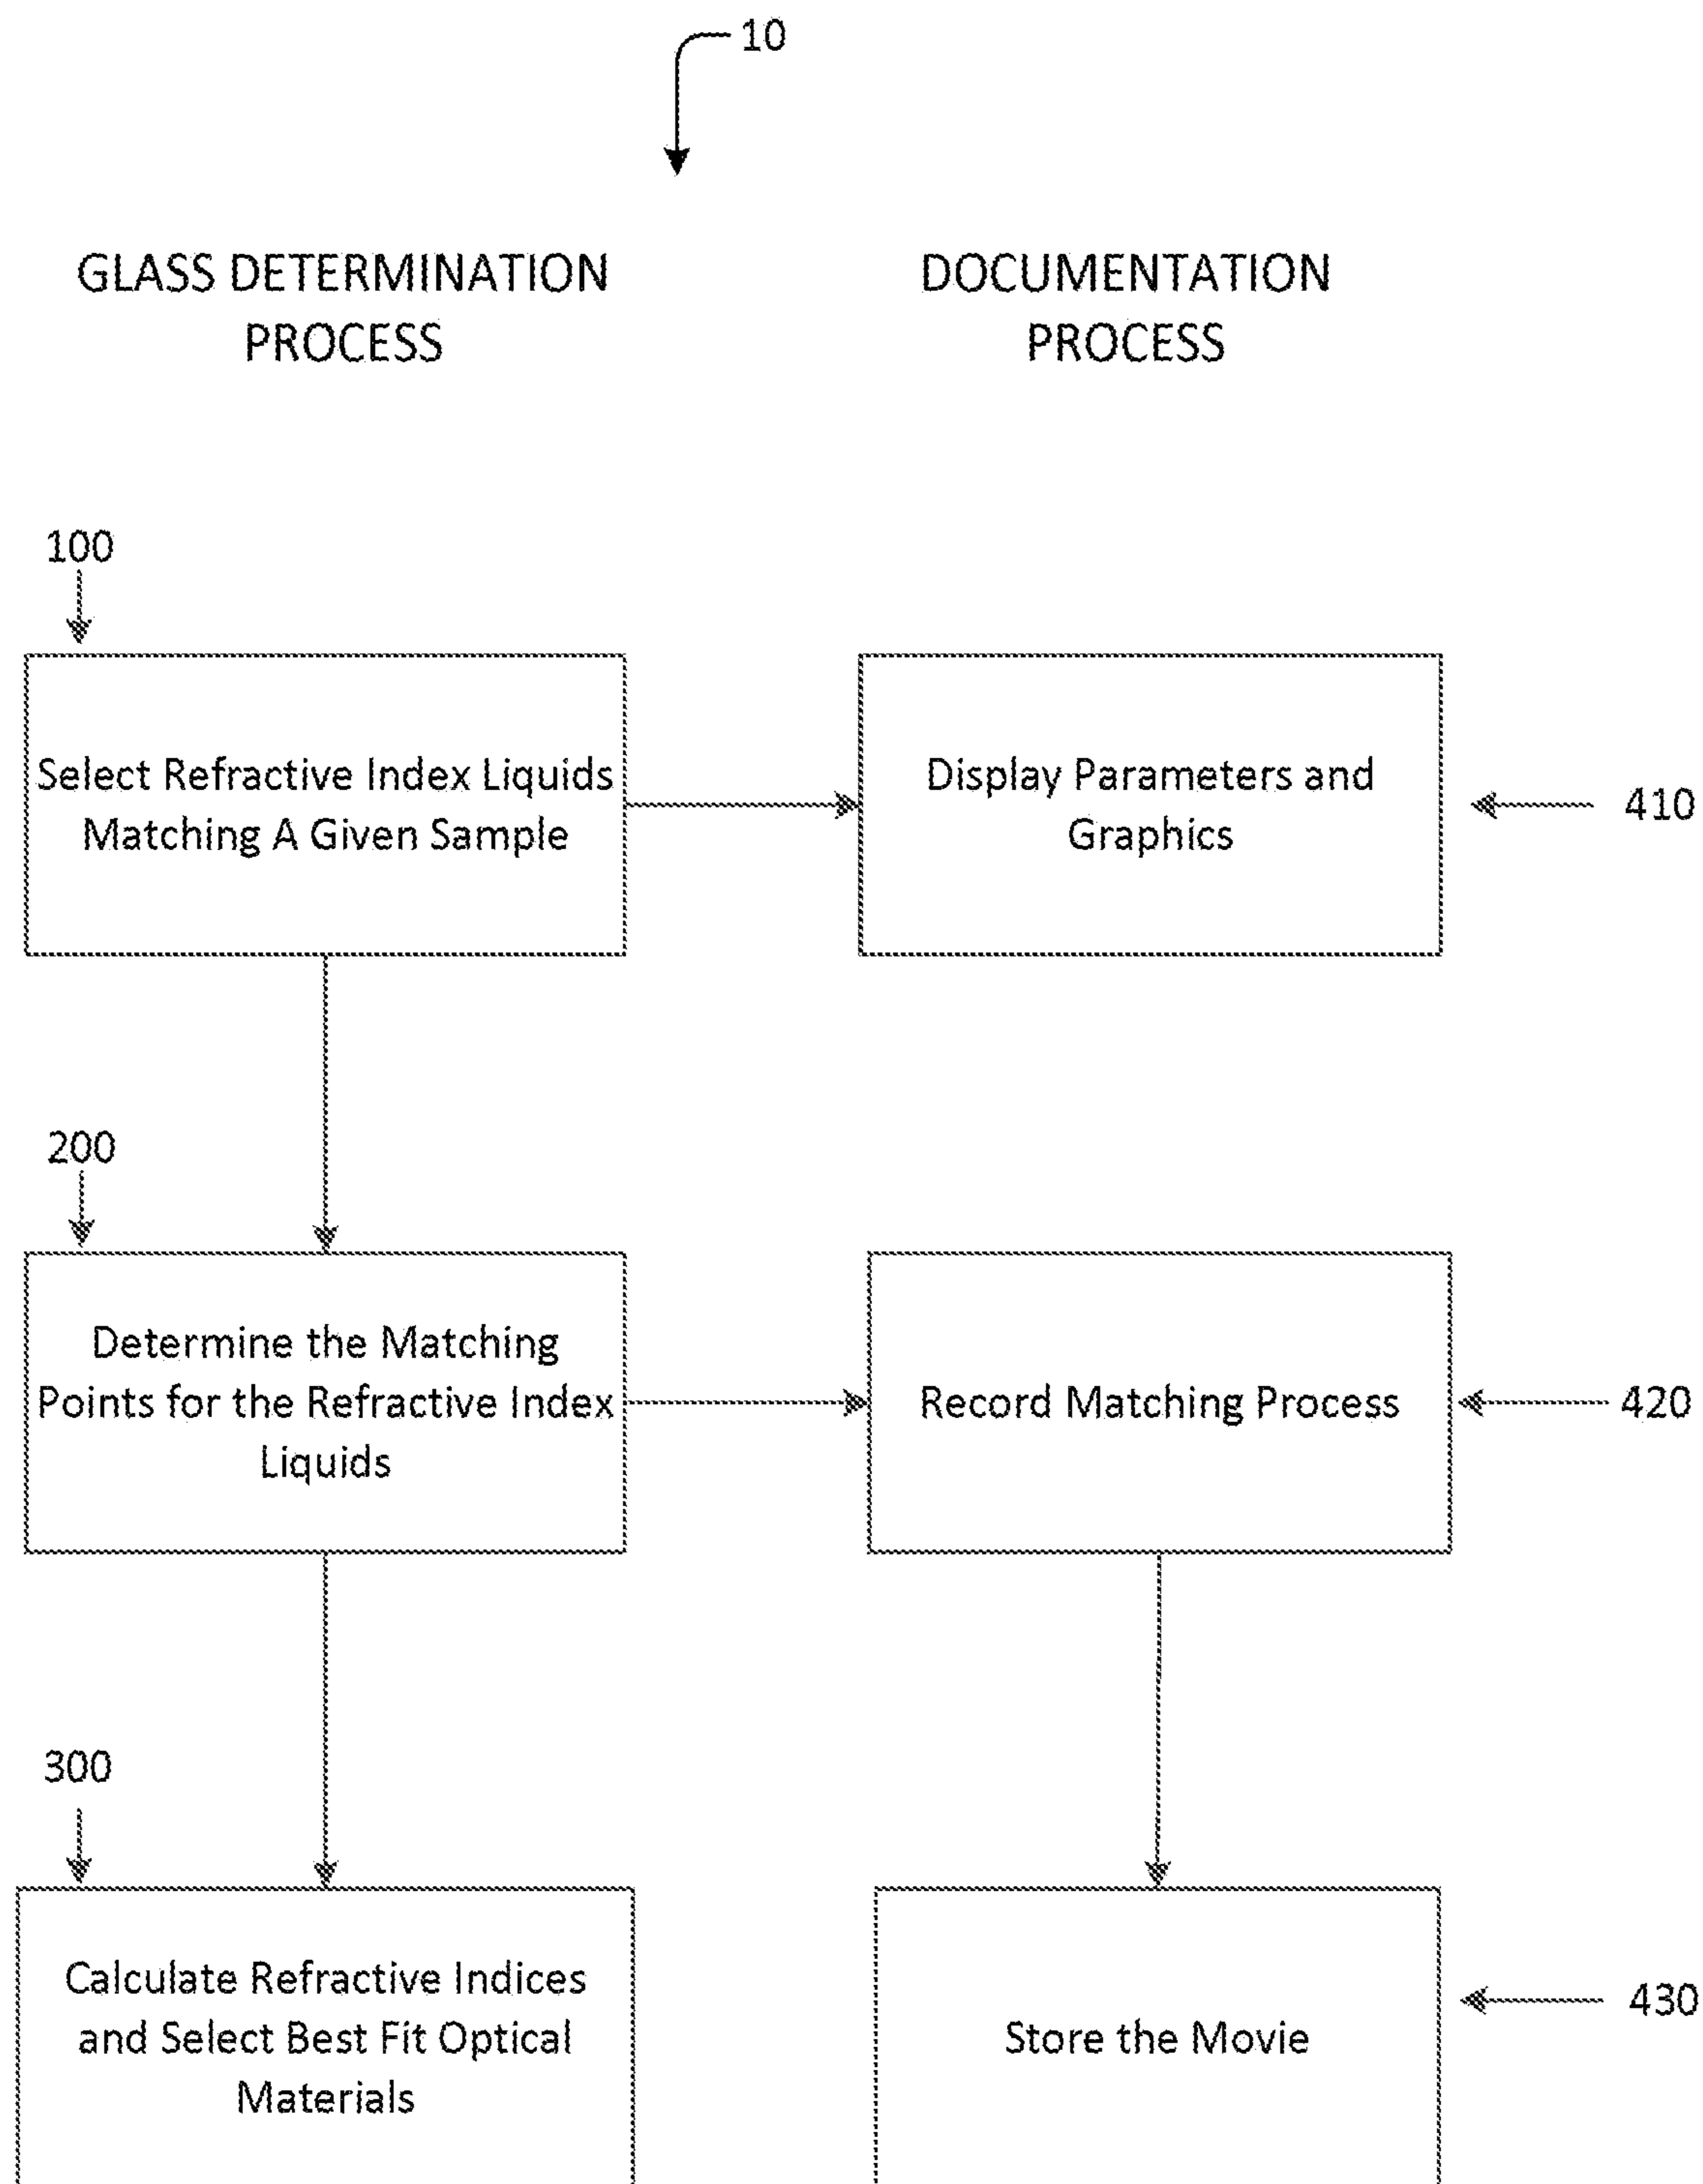 10
GLASS DETERMINATION
PROCESS
DOCUMENTATION
PROCESS
100
Select Refractive Index Liquids
Matching A Given Sample
Display Parameters and
Graphics
410
200
Determine the Matching
Points for the Refractive Index
Liquids
Record Matching Process
420
300
Calculate Refractive Indices
and Select Best Fit Optical
Materials
Store the Movie
430